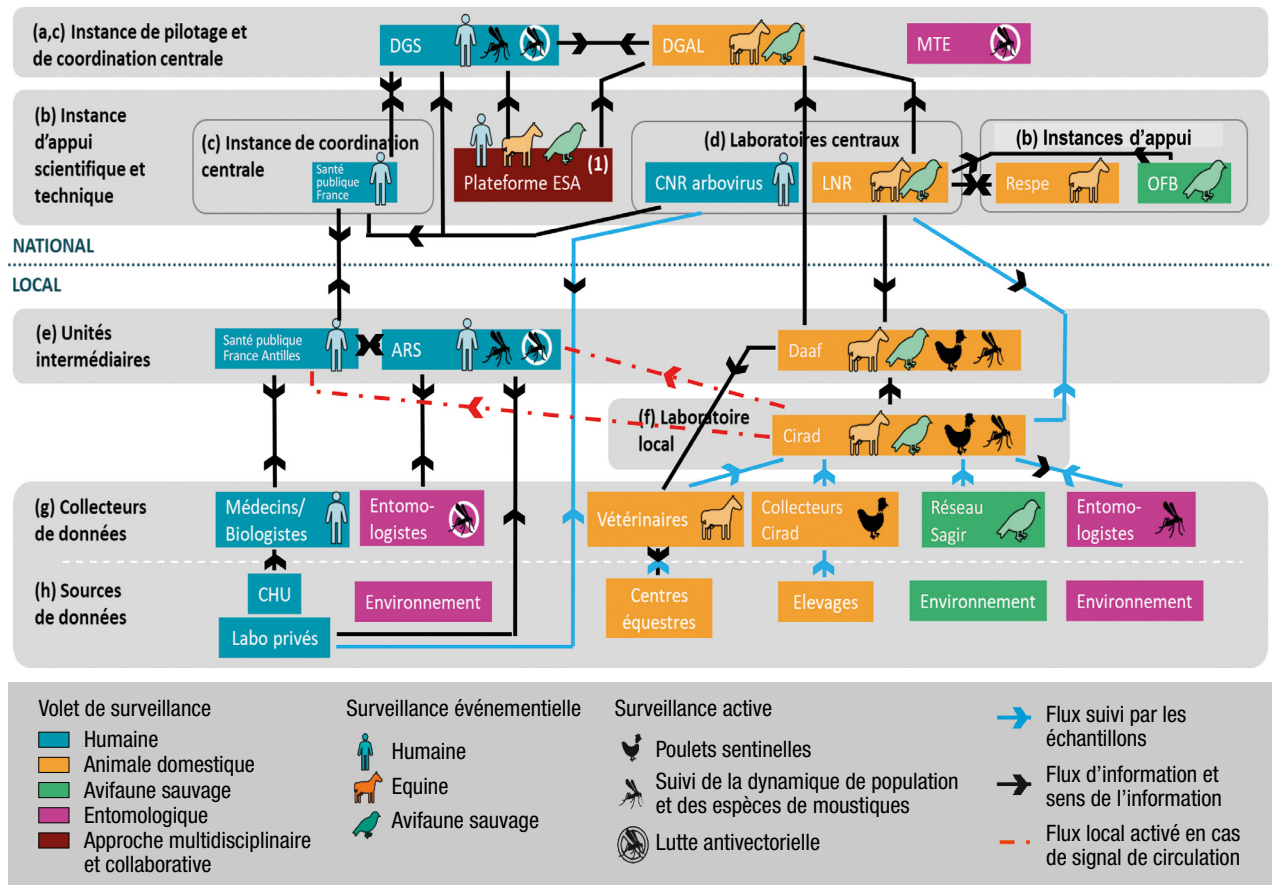 (a,c) Instance de pilotage et
de coordination centrale
DGS
DGAL
MTE
(b) Instance
d'appui
scientifique et
technique
(c) Instance de coordination
centrale
Santé
publique
France
(1)
Plateforme ESA
(d) Laboratoires centraux
CNR arbovirus
LNR
(b) Instances d'appui
Respe
OFB
NATIONAL
LOCAL
(e) Unités
intermédiaires
Santé publique
France Antilles
ARS
Daaf
(f) Laboratoire
local
Cirad
(g) Collecteurs
de données
Médecins/
Biologistes
Entomo-
logistes
Vétérinaires
Collecteurs
Cirad
Réseau
Sagir
Entomo-
logistes
(h) Sources
de données
CHU
Labo privés
Environnement
Centres
équestres
Elevages
Environnement
Environnement
Volet de surveillance
Humaine
Animale domestique
Avifaune sauvage
Entomologique
Approche multidisciplinaire
et collaborative
Surveillance événementielle
Humaine
Equine
Avifaune sauvage
Surveillance active
Poulets sentinelles
Suivi de la dynamique de population
et des espèces de moustiques
Lutte antivectorielle
Flux suivi par les
échantillons
Flux d'information et
sens de l'information
Flux local activé en cas
de signal de circulation